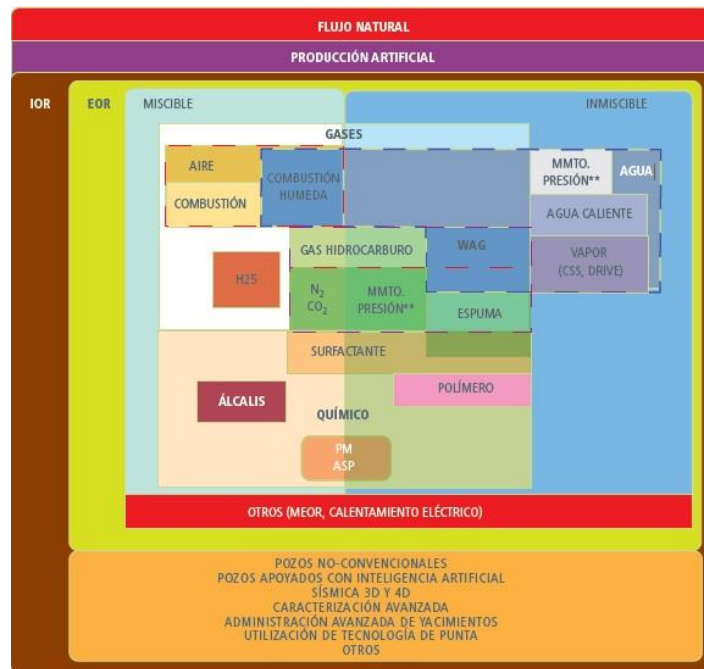 FLUJO NATURAL
PRODUCCIÓN ARTIFICIAL
IOR
EOR
MISCIBLE
INMISCIBLE
GASES
AIRE
COMBUSTIÓN
COMBUSTIÓN
HUMEDA
MMTO.
PRESIÓN**
AGUA
AGUA CALIENTE
GAS HIDROCARBURO
WAG
VAPOR
(CSS, DRIVE)
H25
N2
CO2
MMTO.
PRESIÓN**
ESPUMA
SURFACTANTE
POLÍMERO
ÁLCALIS
QUÍMICO
PM
ASP
OTROS (MEOR, CALENTAMIENTO ELÉCTRICO)
POZOS NO-CONVENCIONALES
POZOS APOYADOS CON INTELIGENCIA ARTIFICIAL
SÍSMICA 3D Y 4D
CARACTERIZACIÓN AVANZADA
ADMINISTRACIÓN AVANZADA DE YACIMIENTOS
UTILIZACIÓN DE TECNOLOGÍA DE PUNTA
OTROS